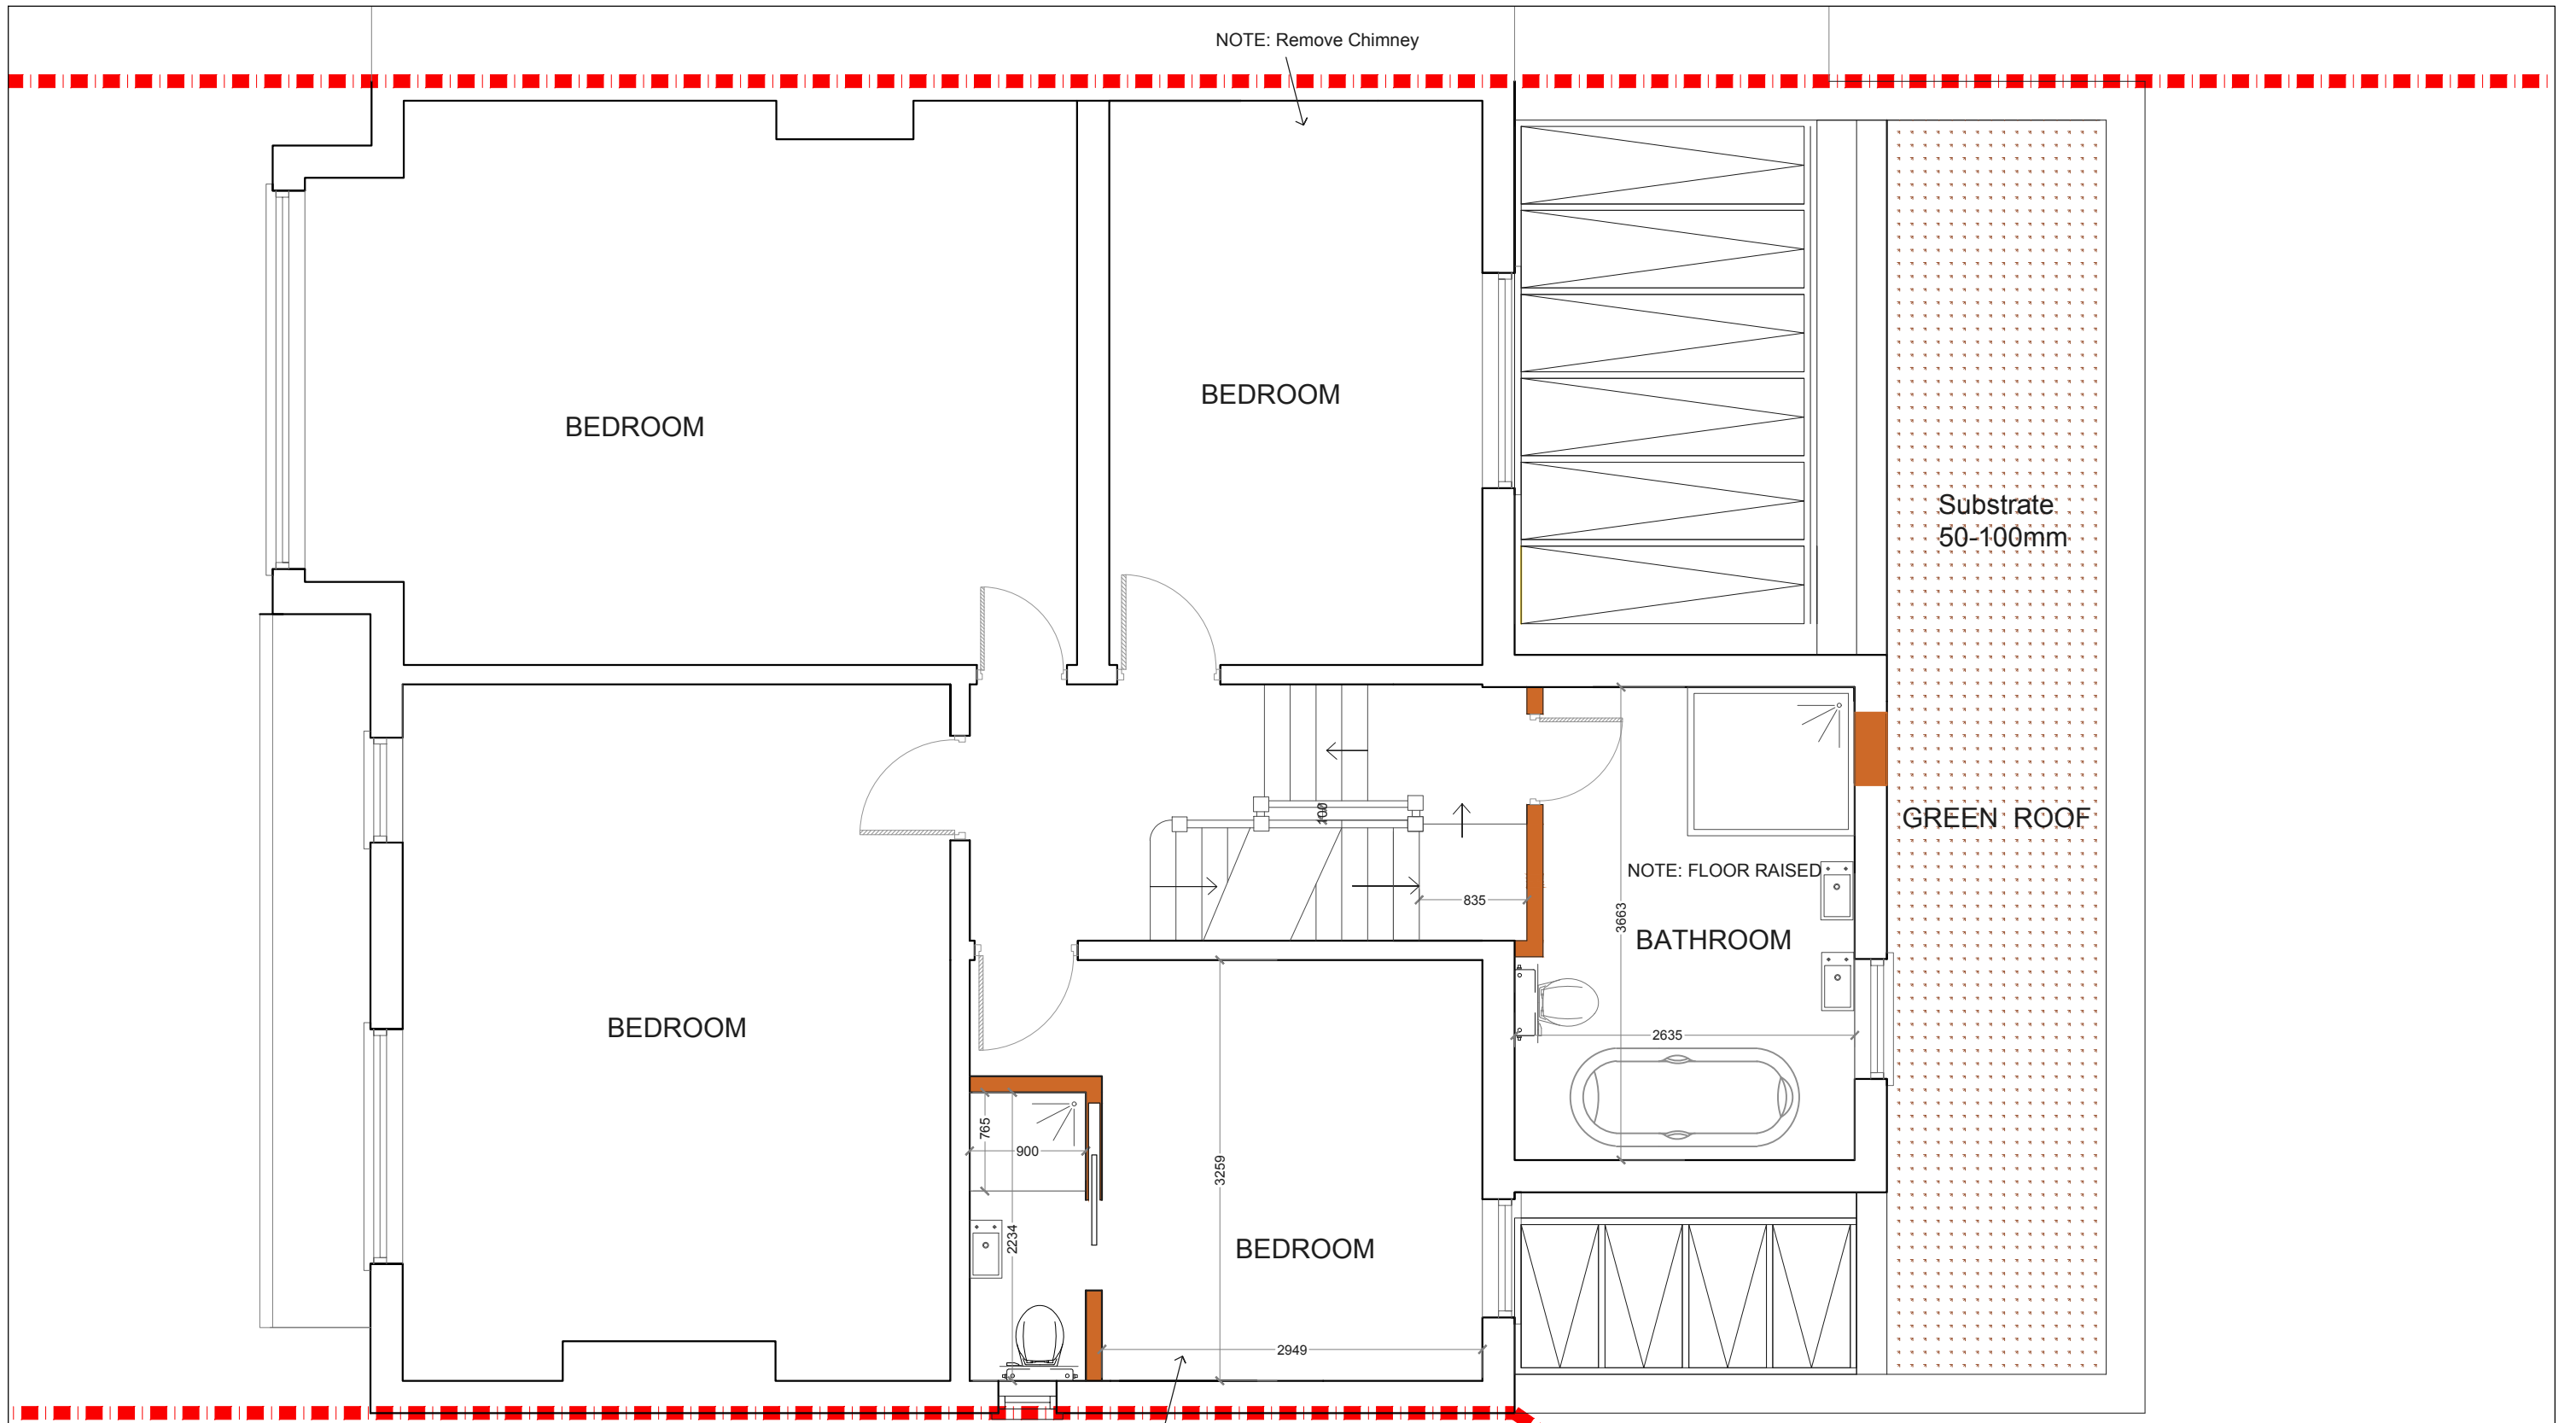 NOTE: Remove Chimney
BEDROOM
BEDROOM
Substrate
50-100mm
100
GREEN ROOF
NOTE: FLOOR RAISED
835
3663
BATHROOM
BEDROOM
2635
765
900
3259
2234
BEDROOM
2949